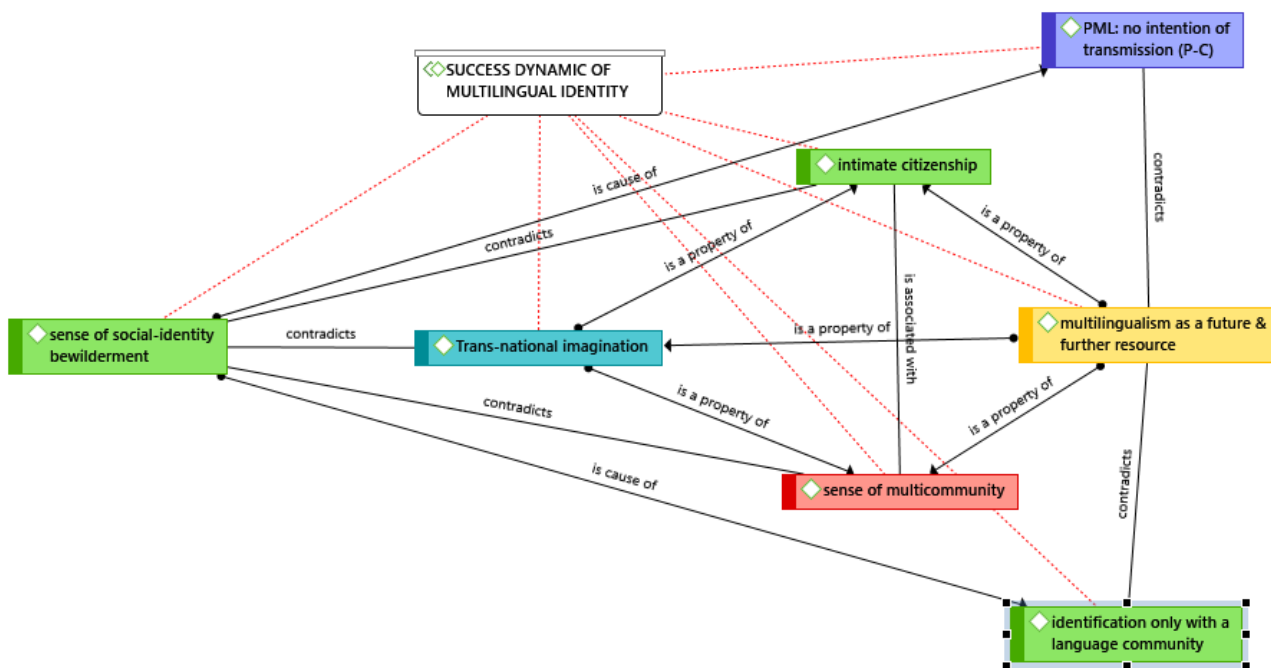 PML: no intention of
transmission (P-C)
SUCCESS DYNAMIC OF
MULTILINGUAL IDENTITY
intimate citizenship
is cause of
contradicts
contradicts
is a property of
is a property of
is associated with
sense of social-identity
bewilderment
contradicts
Trans-national imagination
is a property of
multilingualism as a future &
further resource
contradicts
is a property of
is a property of
is cause of
sense of multicommunity
contradicts
identification only with a
language community